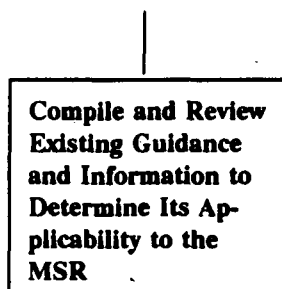 Compile and Review
Existing Guidance
and Information to
Determine Its Ap-
plicability to the
MSR